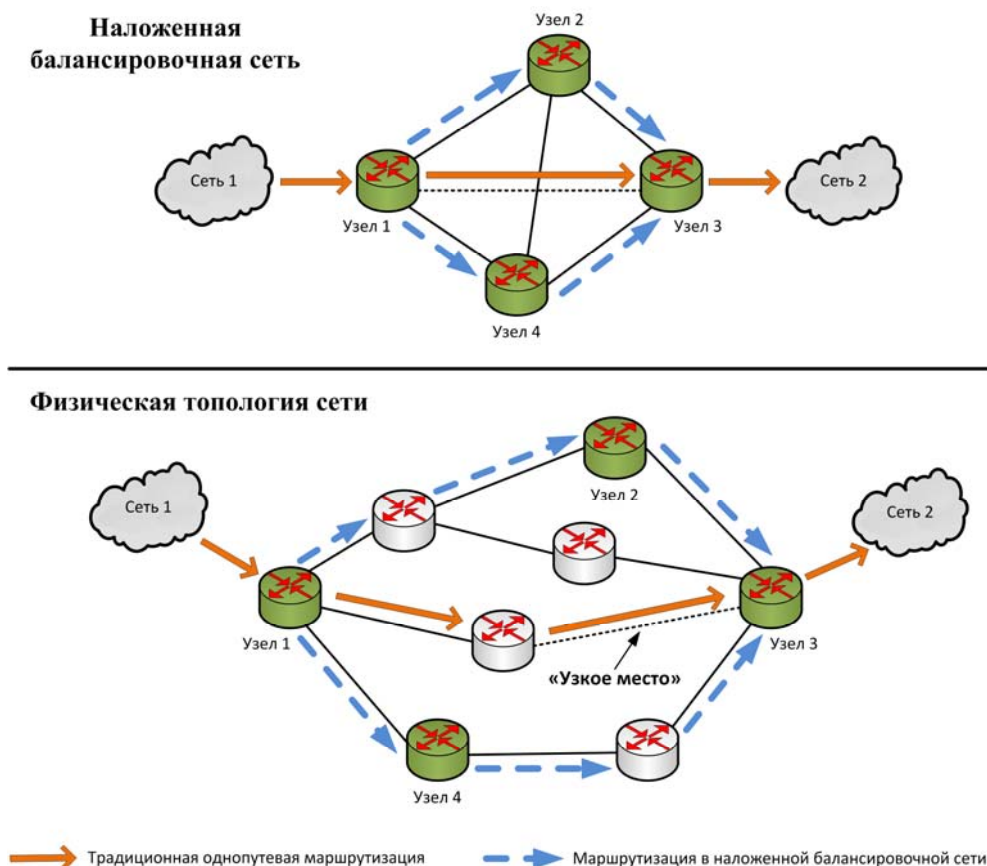 Наложенная
балансировочная сеть
Узел 2
Сеть 1
Сеть 2
Узел 1
Узел 3
Узел 4
Физическая топология сети
Узел 2
Сеть 1
Сеть 2
Узел 1
Узел 3
«Узкое место»
Узел 4
Традиционная однопутевая маршрутизация
Маршрутизация в наложенной балансировочной сети